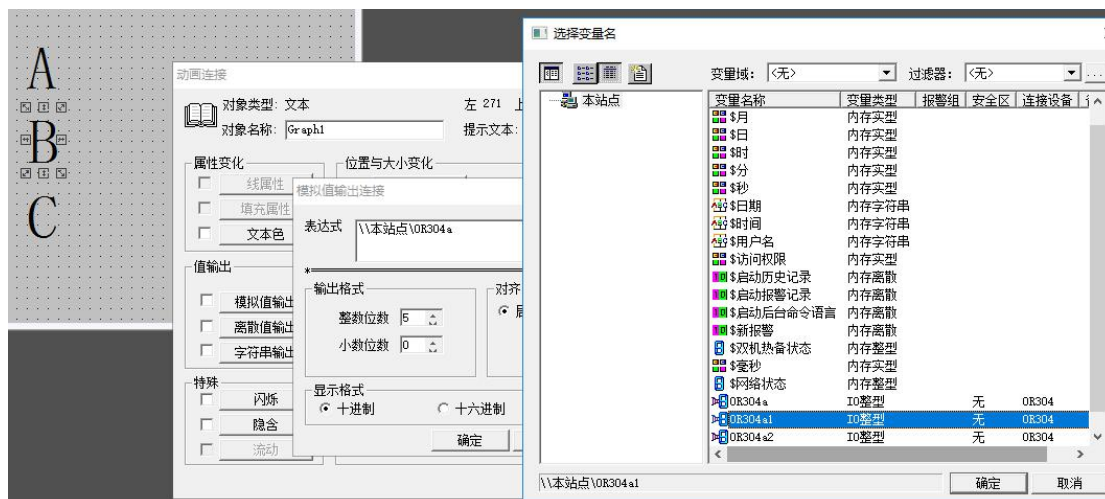 A
B
C
动画连接
对象类型: 文本
左 271 上
对象名称: Graph1
提示文本:
属性变化
线属性
填充属性
文本色
位置与大小变化
值输出
模拟值输出
离散值输出
字符串输出
特殊
闪烁
隐含
流动
模拟值输出连接
表达式 \\本站点\OR304a
*
输出格式
整数位数 5
小数位数 0
对齐
显示格式
十进制 十六进制
确定
选择变量名
变量域: <无> 过滤器: <无> ...
本站点
变量名称 变量类型 报警组 安全区 连接设备
$月 内存实型
$日 内存实型
$时 内存实型
$分 内存实型
$秒 内存实型
$日期 内存字符串
$时间 内存字符串
$用户名 内存字符串
$访问权限 内存实型
$启动历史记录 内存离散
$启动报警记录 内存离散
$启动后台命令语言 内存离散
$新报警 内存离散
$双机热备状态 内存整型
$毫秒 内存实型
$网络状态 内存整型
OR304a IO整型 无 OR304
OR304a1 IO整型 无 OR304
OR304a2 IO整型 无 OR304
\\本站点\OR304a1
确定 取消